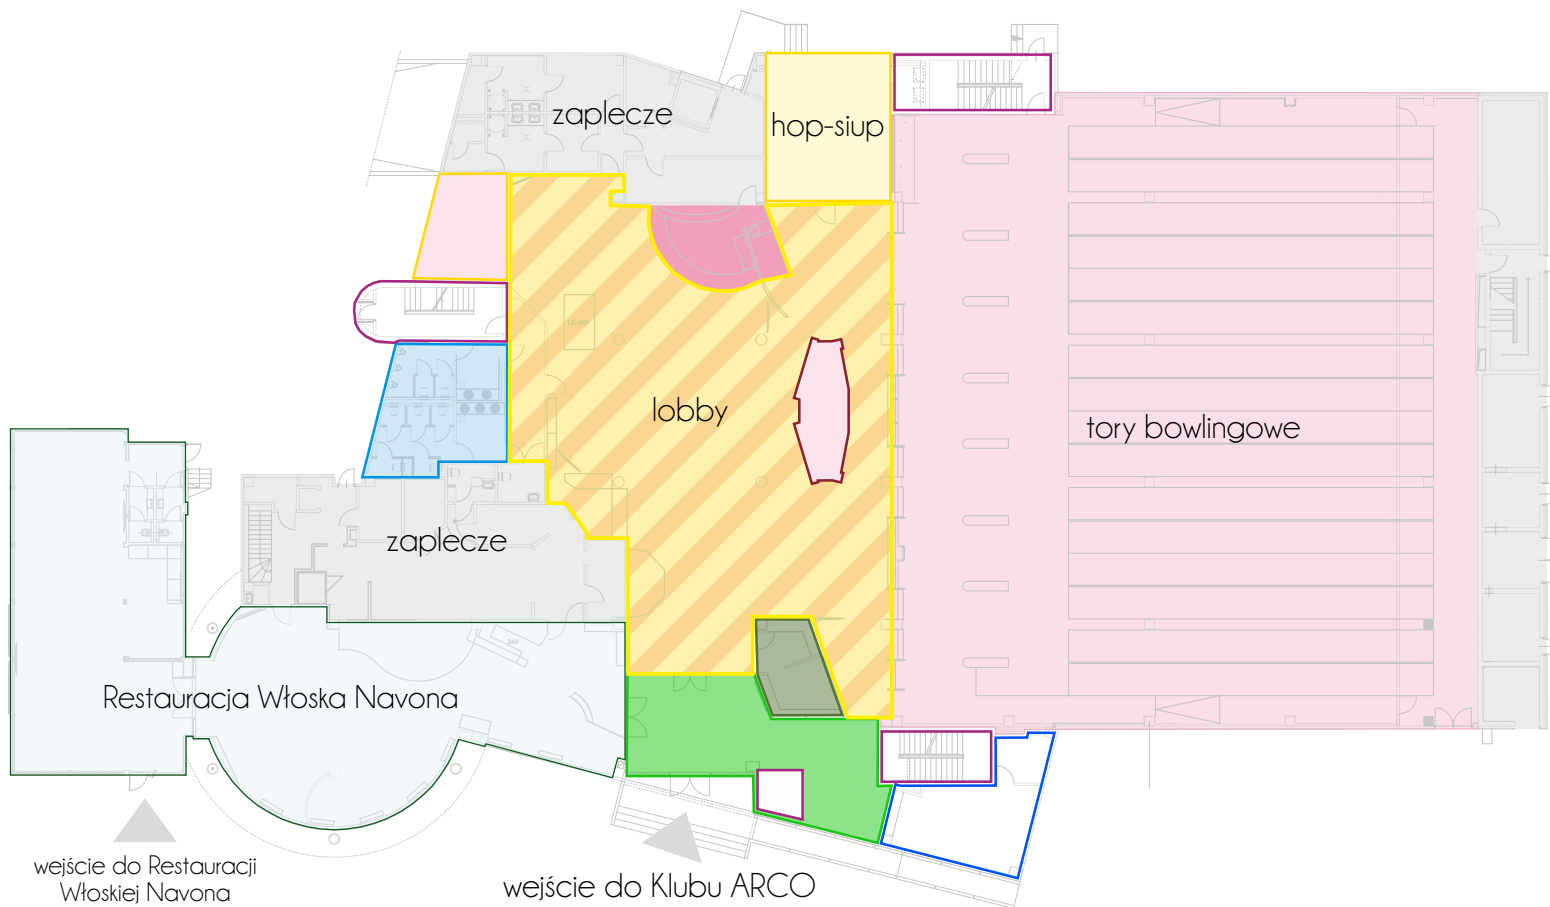 zaplecze
hop-siup
lobby
tory bowlingowe
zaplecze
BAR
Restauracja Włoska Navona
wejście do Restauracji
Włoskiej Navona
wejście do Klubu ARCO